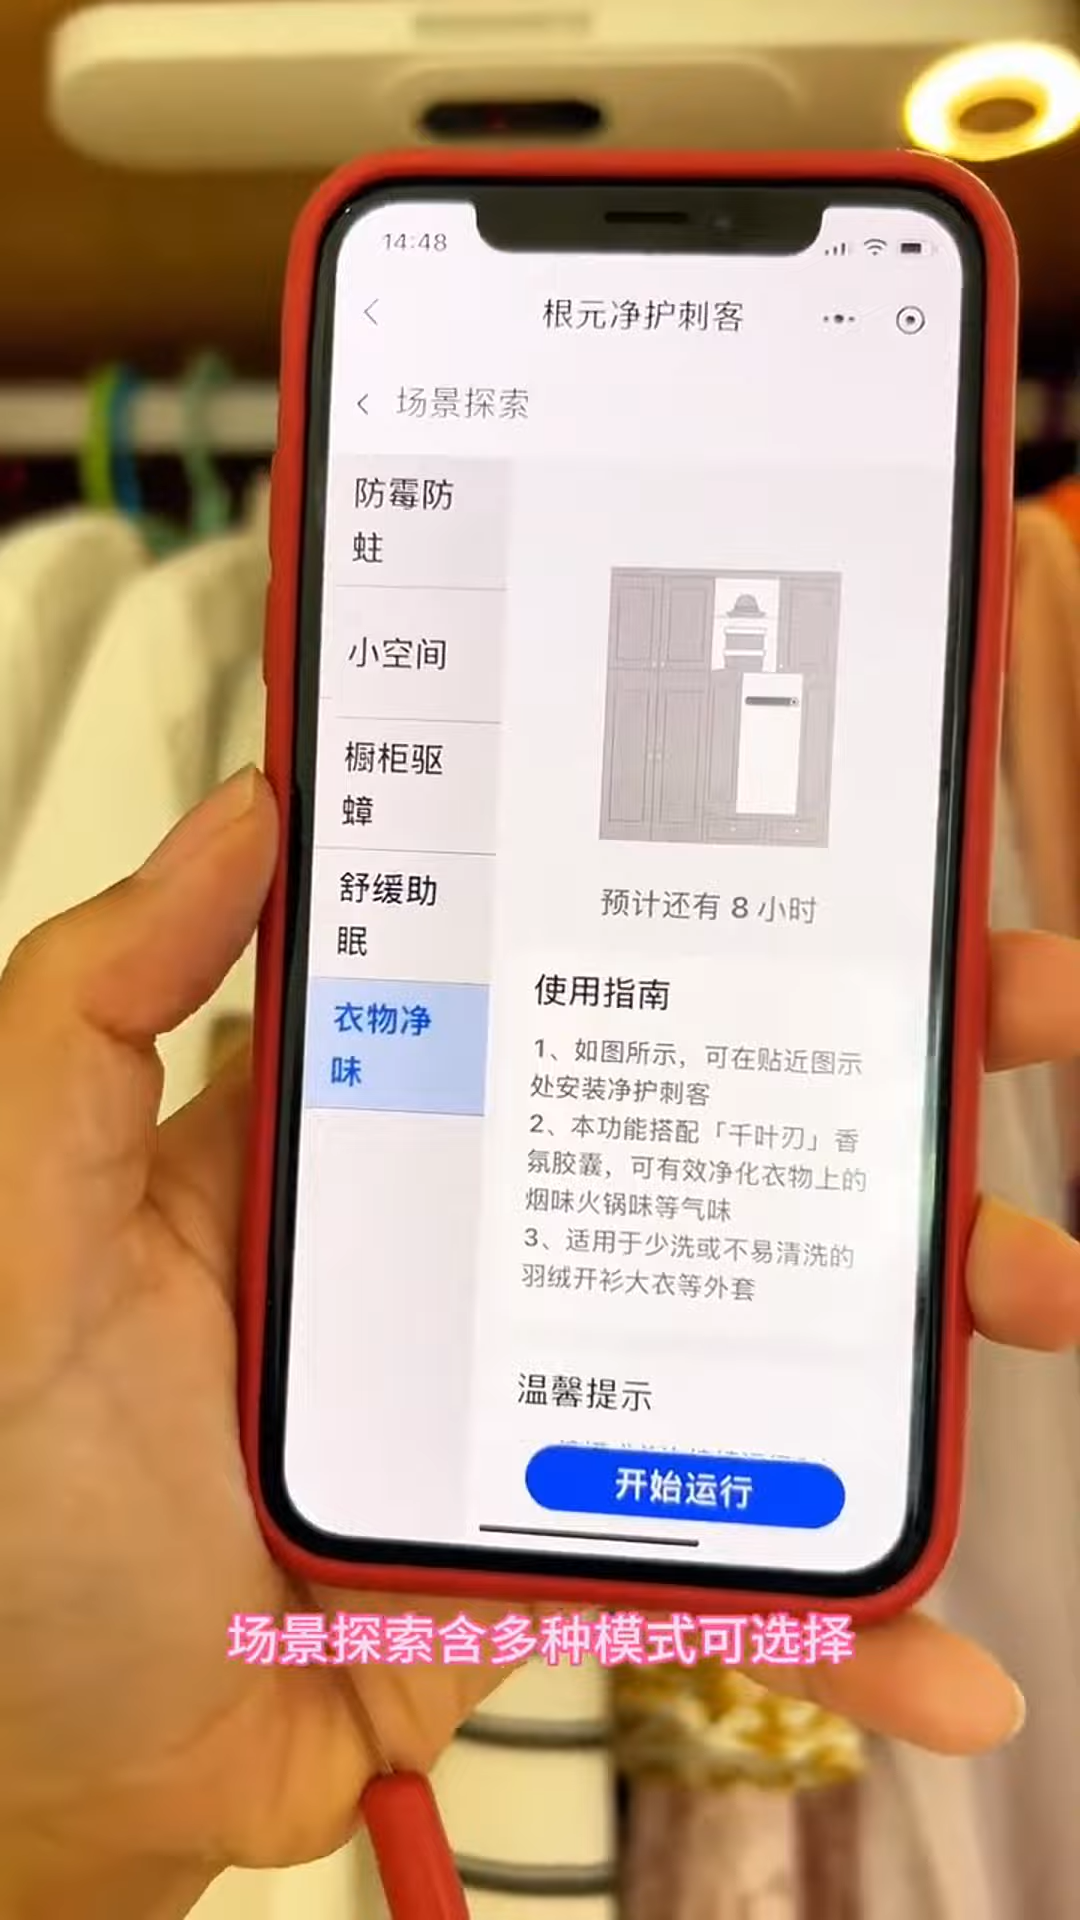 14:48
根元净护刺客
场景探索
防霉防
蛀
小空间
橱柜驱
蟑
舒缓助
眠
衣物净
味
预计还有 8 小时
使用指南
1、如图所示，可在贴近图示
处安装净护刺客
2、本功能搭配「千叶刃」香
氛胶囊，可有效净化衣物上的
烟味火锅味等气味
3、适用于少洗或不易清洗的
羽绒开衫大衣等外套
温馨提示
开始运行
场景探索含多种模式可选择